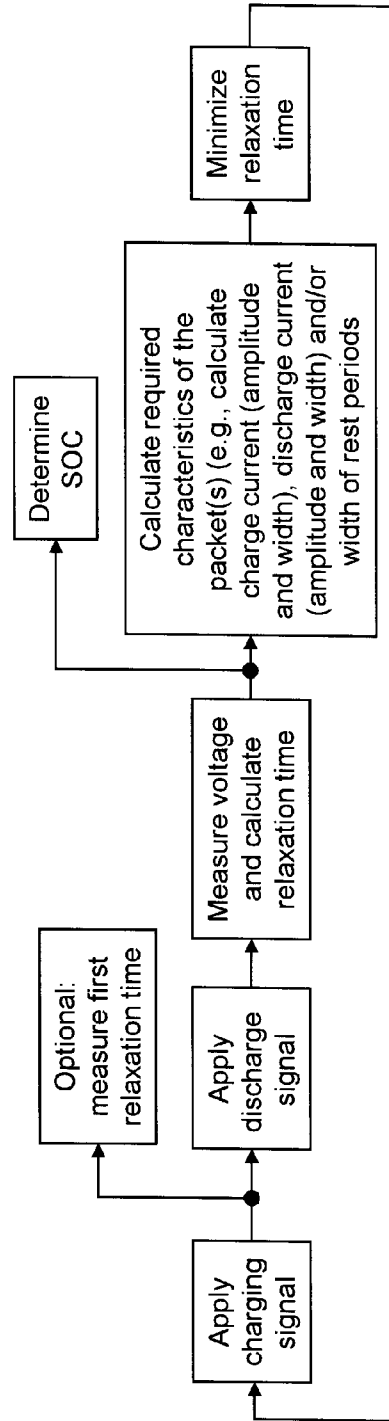 Apply
charging
signal
Optional:
measure first
relaxation time
Apply
discharge
signal
Measure voltage
and calculate
relaxation time
Determine
SOC
Calculate required
characteristics of the
packet(s) (e.g., calculate
charge current (amplitude
and width), discharge current
(amplitude and width) and/or
width of rest periods
Minimize
relaxation
time